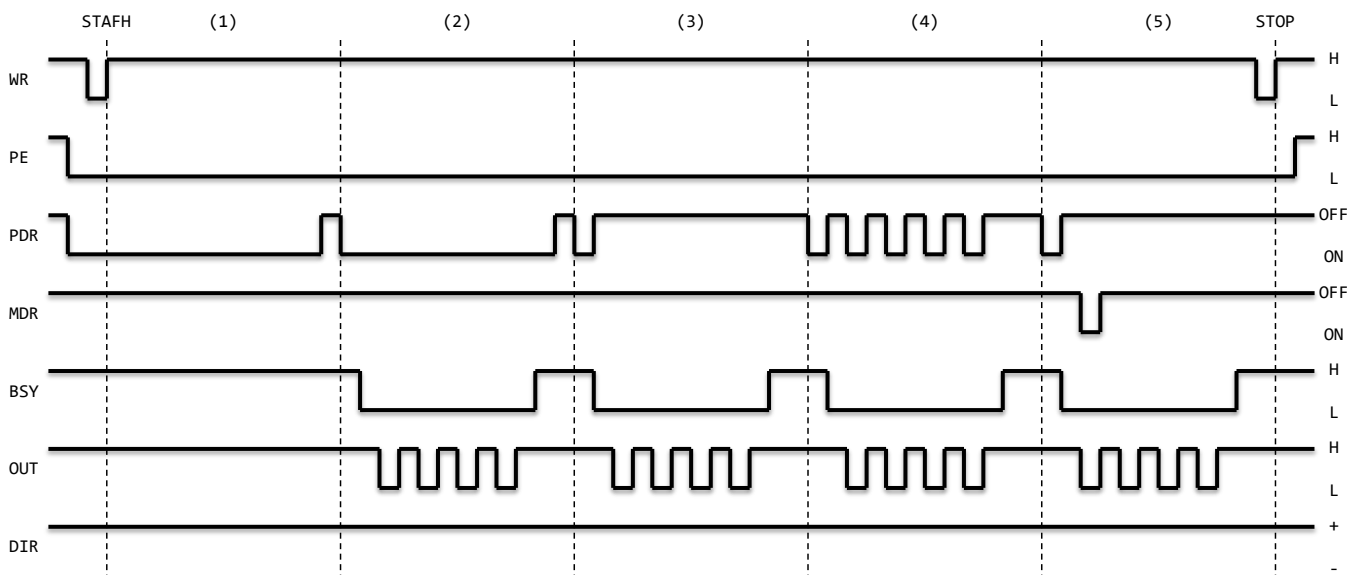 STAFH (1) (2) (3) (4) (5) STOP
WR H
L
PE H
L
PDR OFF
ON
MDR OFF
ON
BSY H
L
OUT H
L
DIR +
-